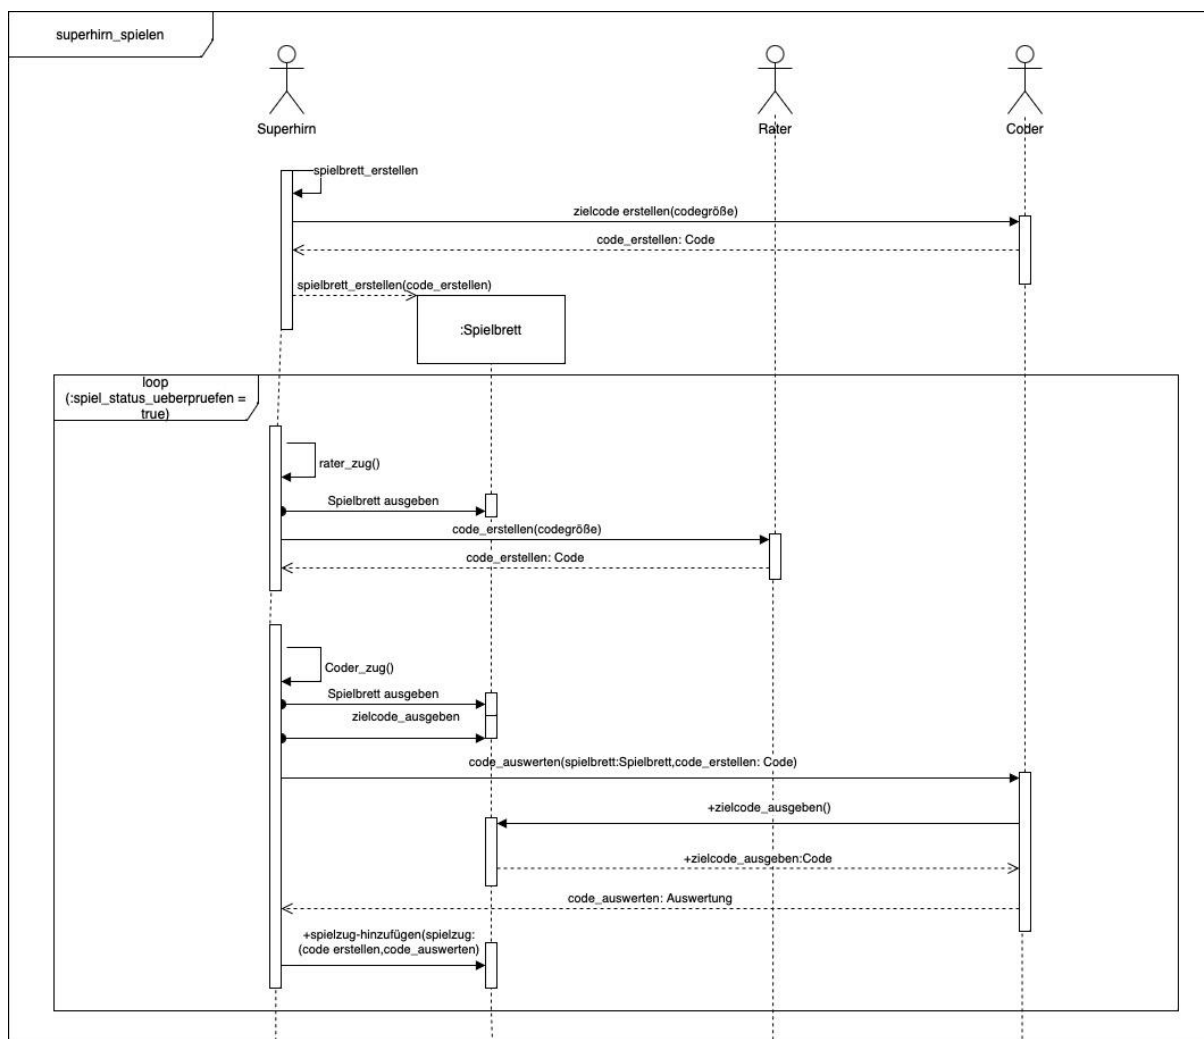 superhirn_spielen
Superhirn
Rater
Coder
spielbrett_erstellen
zielcode erstellen(codegröße)
code_erstellen: Code
spielbrett_erstellen(code_erstellen)
:Spielbrett
loop
(:spiel_status_ueberpruefen =
true)
rater_zug()
Spielbrett ausgeben
code_erstellen(codegröße)
code_erstellen: Code
Coder_zug()
Spielbrett ausgeben
zielcode_ausgeben
code_auswerten(spielbrett:Spielbrett,code_erstellen: Code)
+zielcode_ausgeben()
+zielcode_ausgeben:Code
code_auswerten: Auswertung
+spielzug-hinzufügen(spielzug:
(code erstellen,code_auswerten)